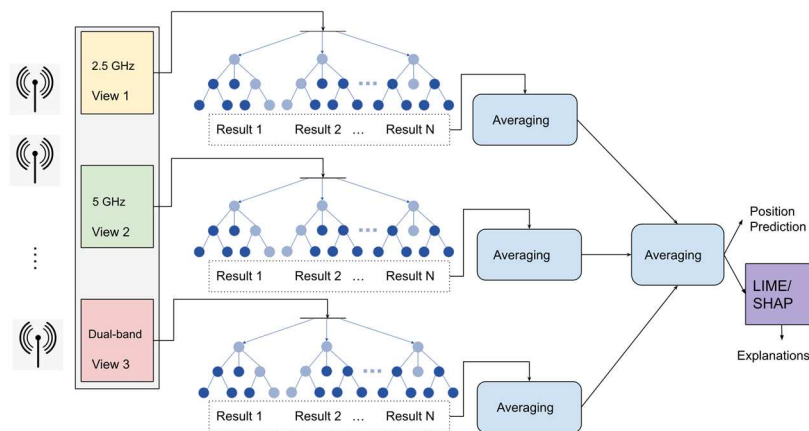 2.5 GHz
View 1
Result 1 Result 2 ... Result N
Averaging
5 GHz
View 2
Result 1 Result 2 ... Result N
Averaging
Averaging
Position
Prediction
LIME/
SHAP
Explanations
Dual-band
View 3
Result 1 Result 2 ... Result N
Averaging